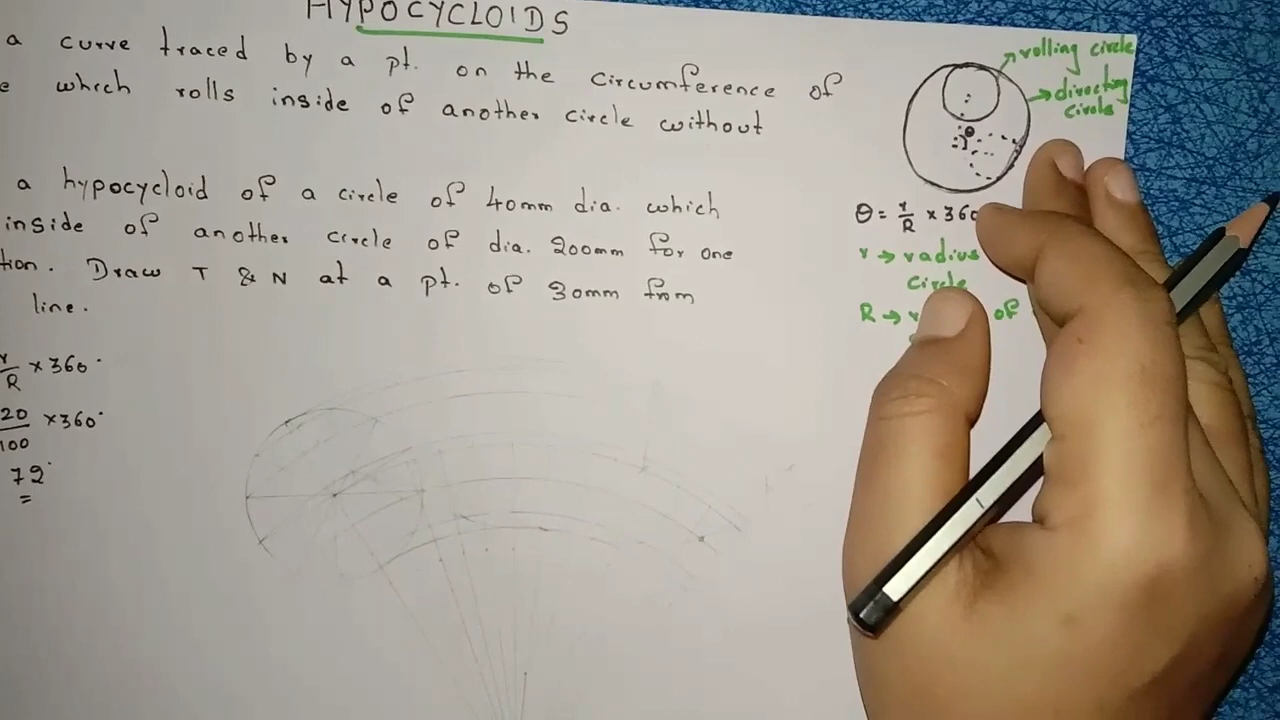 HYPOCYCLOIDS
a curve traced by a pt. on the circumference of
which rolls inside of another circle without
a hypocycloid of a circle of 40mm dia. which
inside of another circle of dia. 200mm for one
tion. Draw T & N at a pt. of 30mm from
line.
r/R × 360°
20/100 × 360°
72°
=
→ rolling circle
→ directing circle
θ = r/R × 360
r → radius
circle
R → of